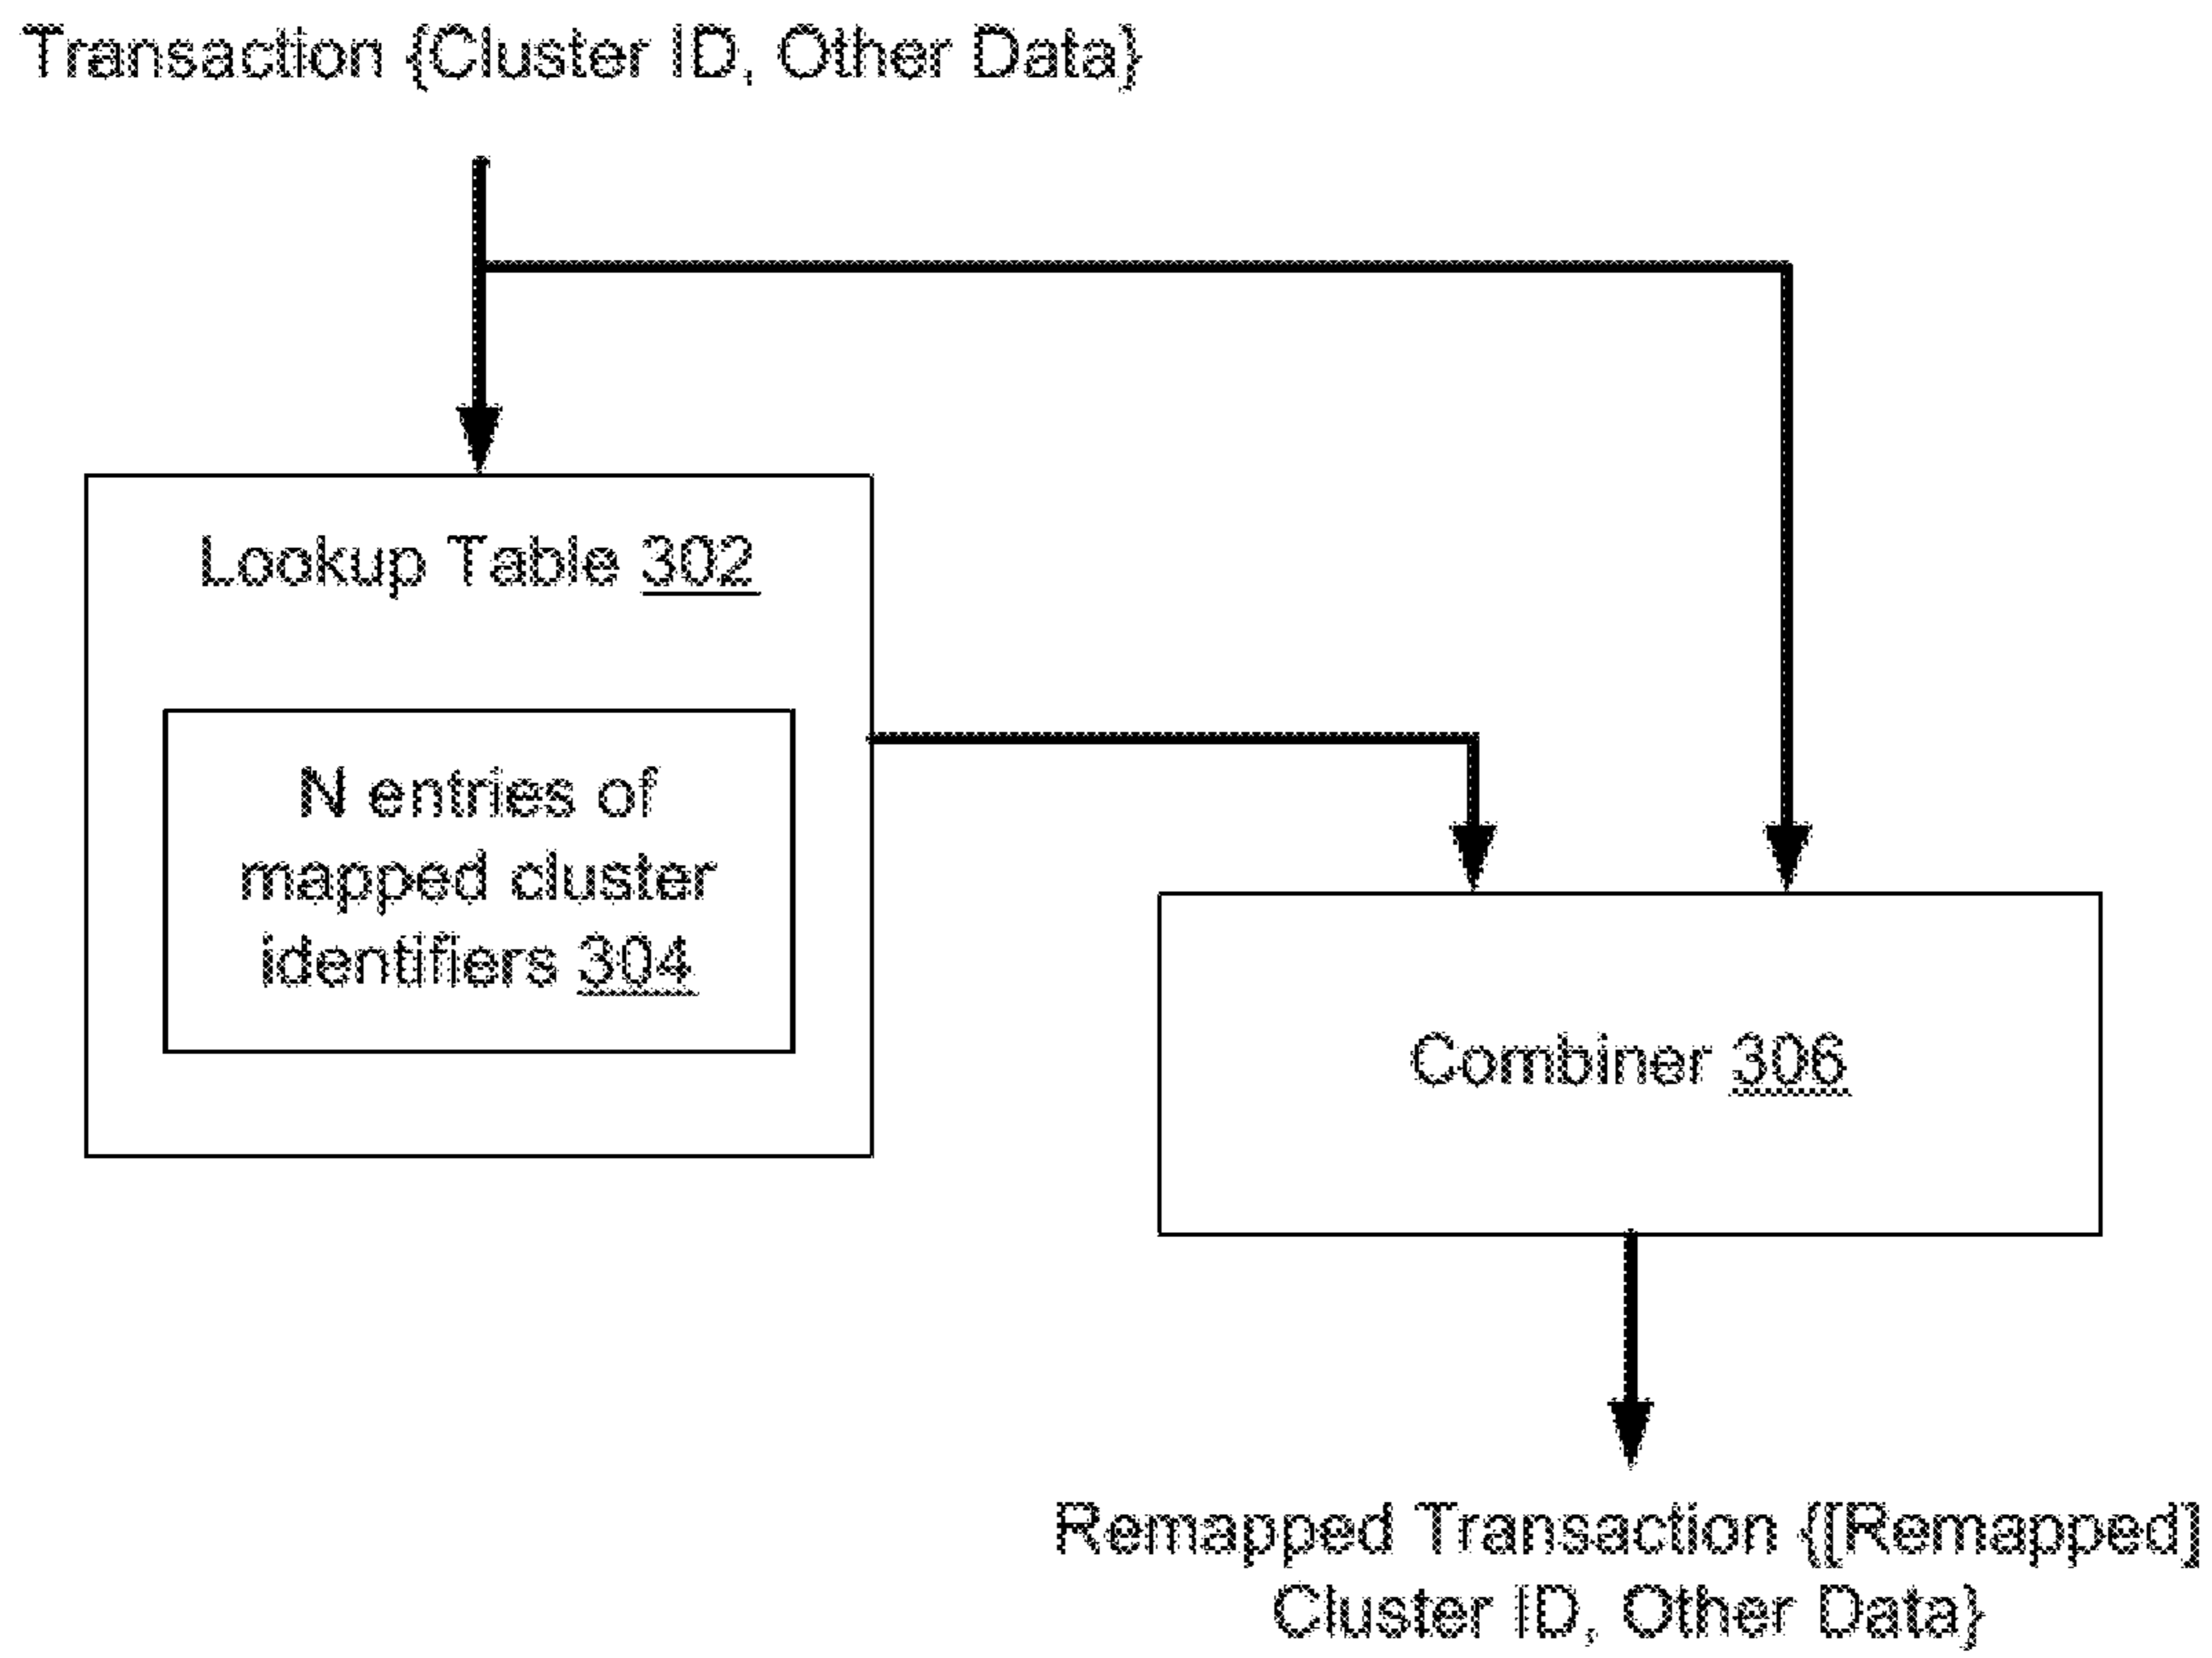 Transaction {Cluster ID, Other Data}
Lookup Table 302
N entries of
mapped cluster
identifiers 304
Combiner 306
Remapped Transaction {[Remapped]
Cluster ID, Other Data}